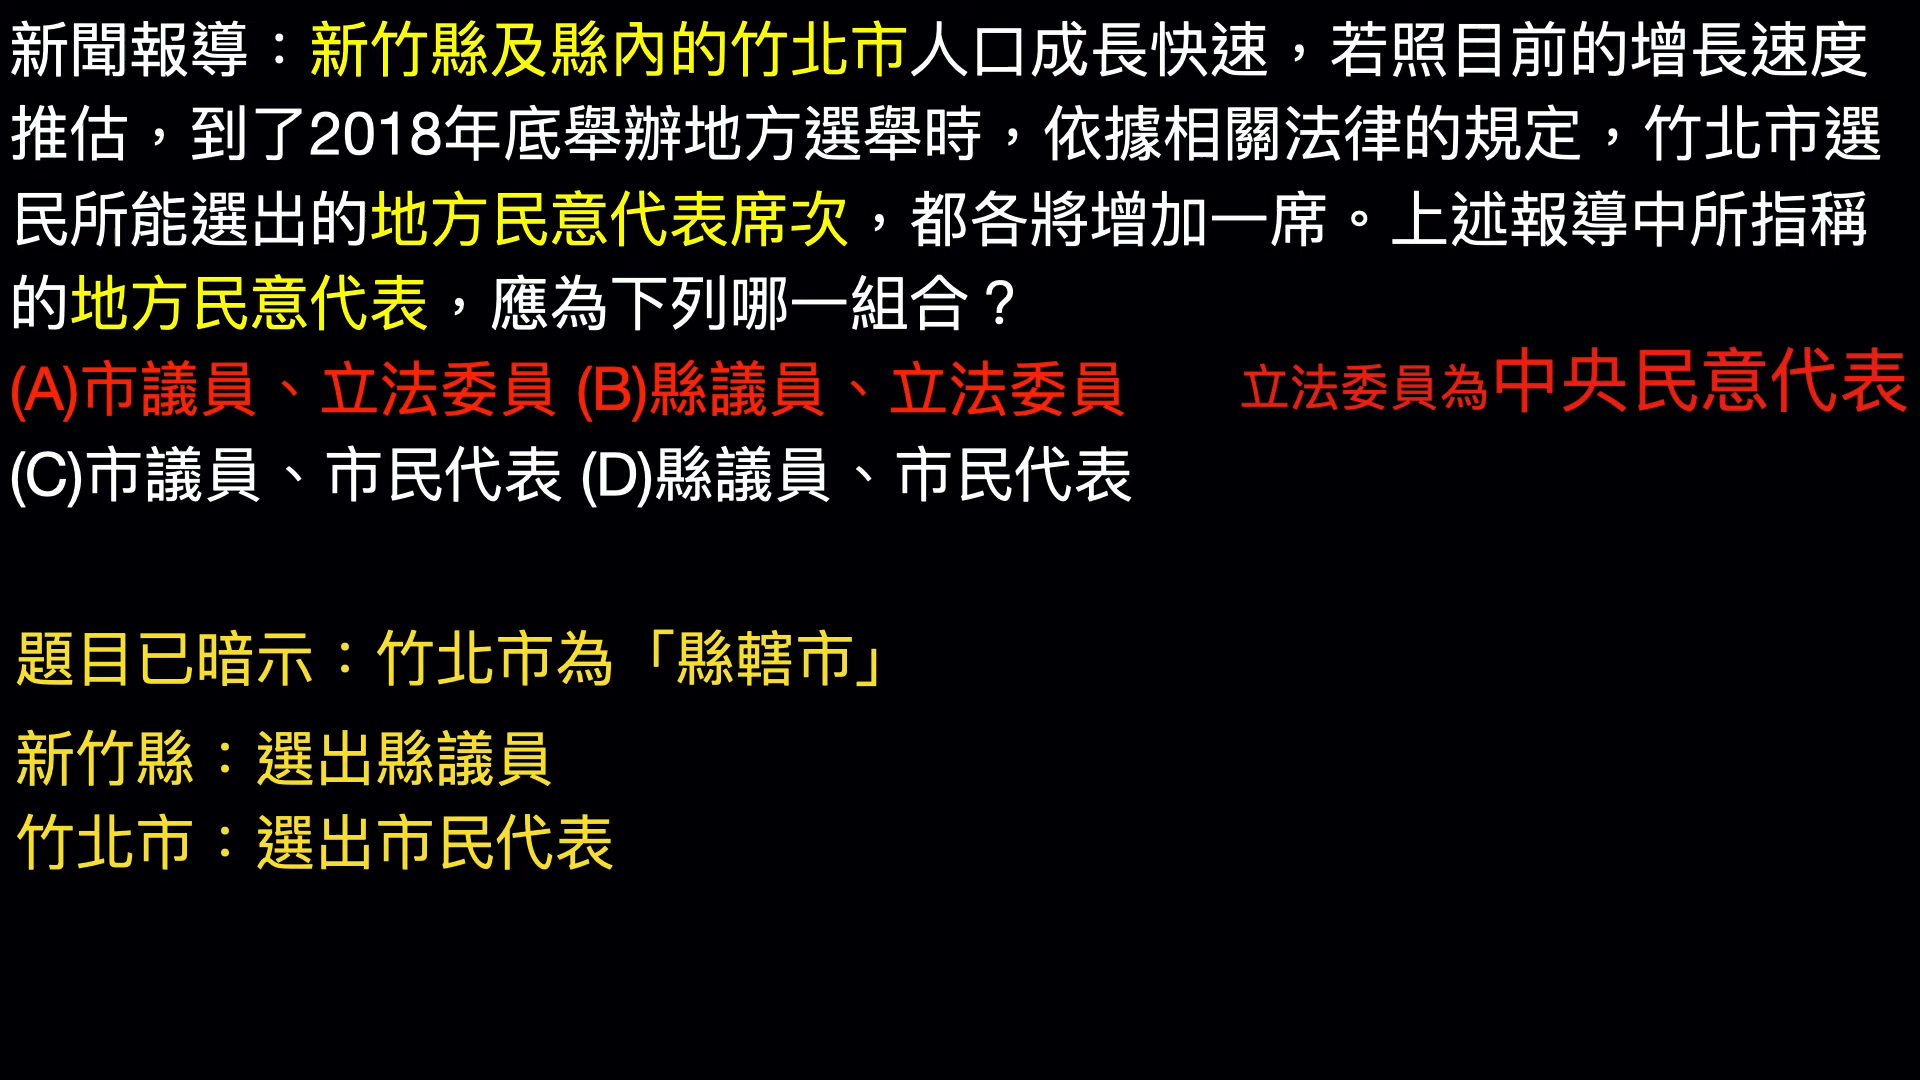 新聞報導：新竹縣及縣內的竹北市人口成長快速，若照目前的增長速度
推估，到了2018年底舉辦地方選舉時，依據相關法律的規定，竹北市選
民所能選出的地方民意代表席次，都各將增加一席。上述報導中所指稱
的地方民意代表，應為下列哪一組合？
(A)市議員、立法委員 (B)縣議員、立法委員 立法委員為中央民意代表
(C)市議員、市民代表 (D)縣議員、市民代表
題目已暗示：竹北市為「縣轄市」
新竹縣：選出縣議員
竹北市：選出市民代表